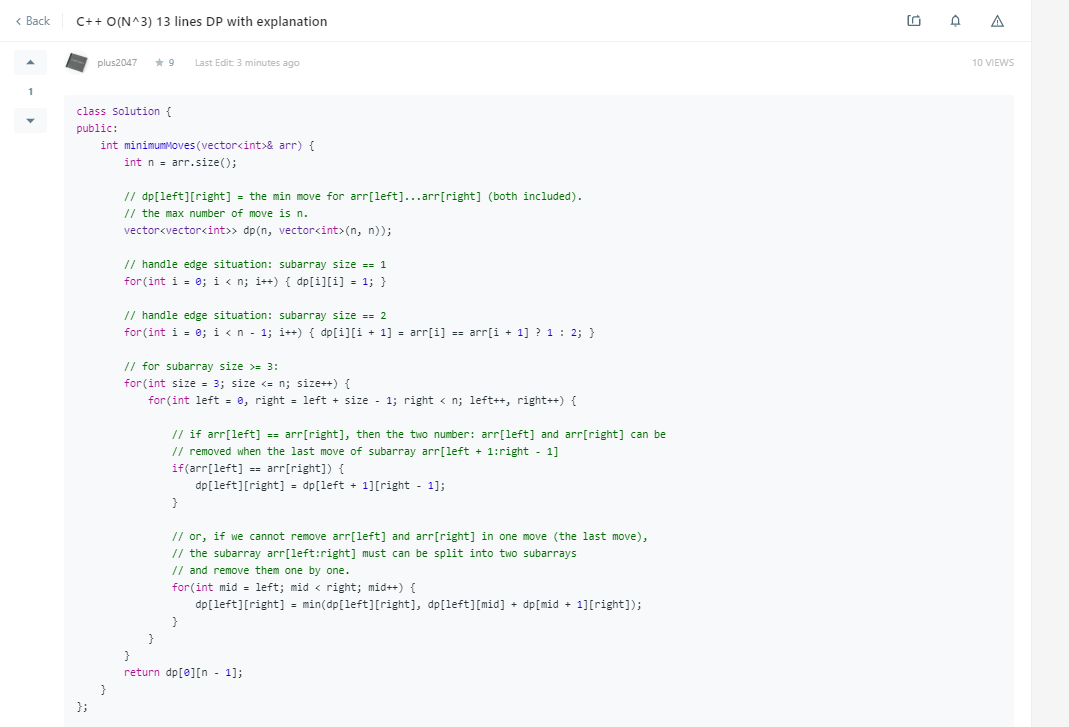 Back
C++ O(N^3) 13 lines DP with explanation
plus2047
9
Last Edit: 3 minutes ago
10 VIEWS
1
class Solution {
public:
    int minimumMoves(vector<int>& arr) {
        int n = arr.size();
        // dp[left][right] = the min move for arr[left]...arr[right] (both included).
        // the max number of move is n.
        vector<vector<int>> dp(n, vector<int>(n, n));
        // handle edge situation: subarray size == 1
        for(int i = 0; i < n; i++) { dp[i][i] = 1; }
        // handle edge situation: subarray size == 2
        for(int i = 0; i < n - 1; i++) { dp[i][i + 1] = arr[i] == arr[i + 1] ? 1 : 2; }
        // for subarray size >= 3:
        for(int size = 3; size <= n; size++) {
            for(int left = 0, right = left + size - 1; right < n; left++, right++) {
                // if arr[left] == arr[right], then the two number: arr[left] and arr[right] can be
                // removed when the last move of subarray arr[left + 1:right - 1]
                if(arr[left] == arr[right]) {
                    dp[left][right] = dp[left + 1][right - 1];
                }
                // or, if we cannot remove arr[left] and arr[right] in one move (the last move),
                // the subarray arr[left:right] must can be split into two subarrays
                // and remove them one by one.
                for(int mid = left; mid < right; mid++) {
                    dp[left][right] = min(dp[left][right], dp[left][mid] + dp[mid + 1][right]);
                }
            }
        }
        return dp[0][n - 1];
    }
};